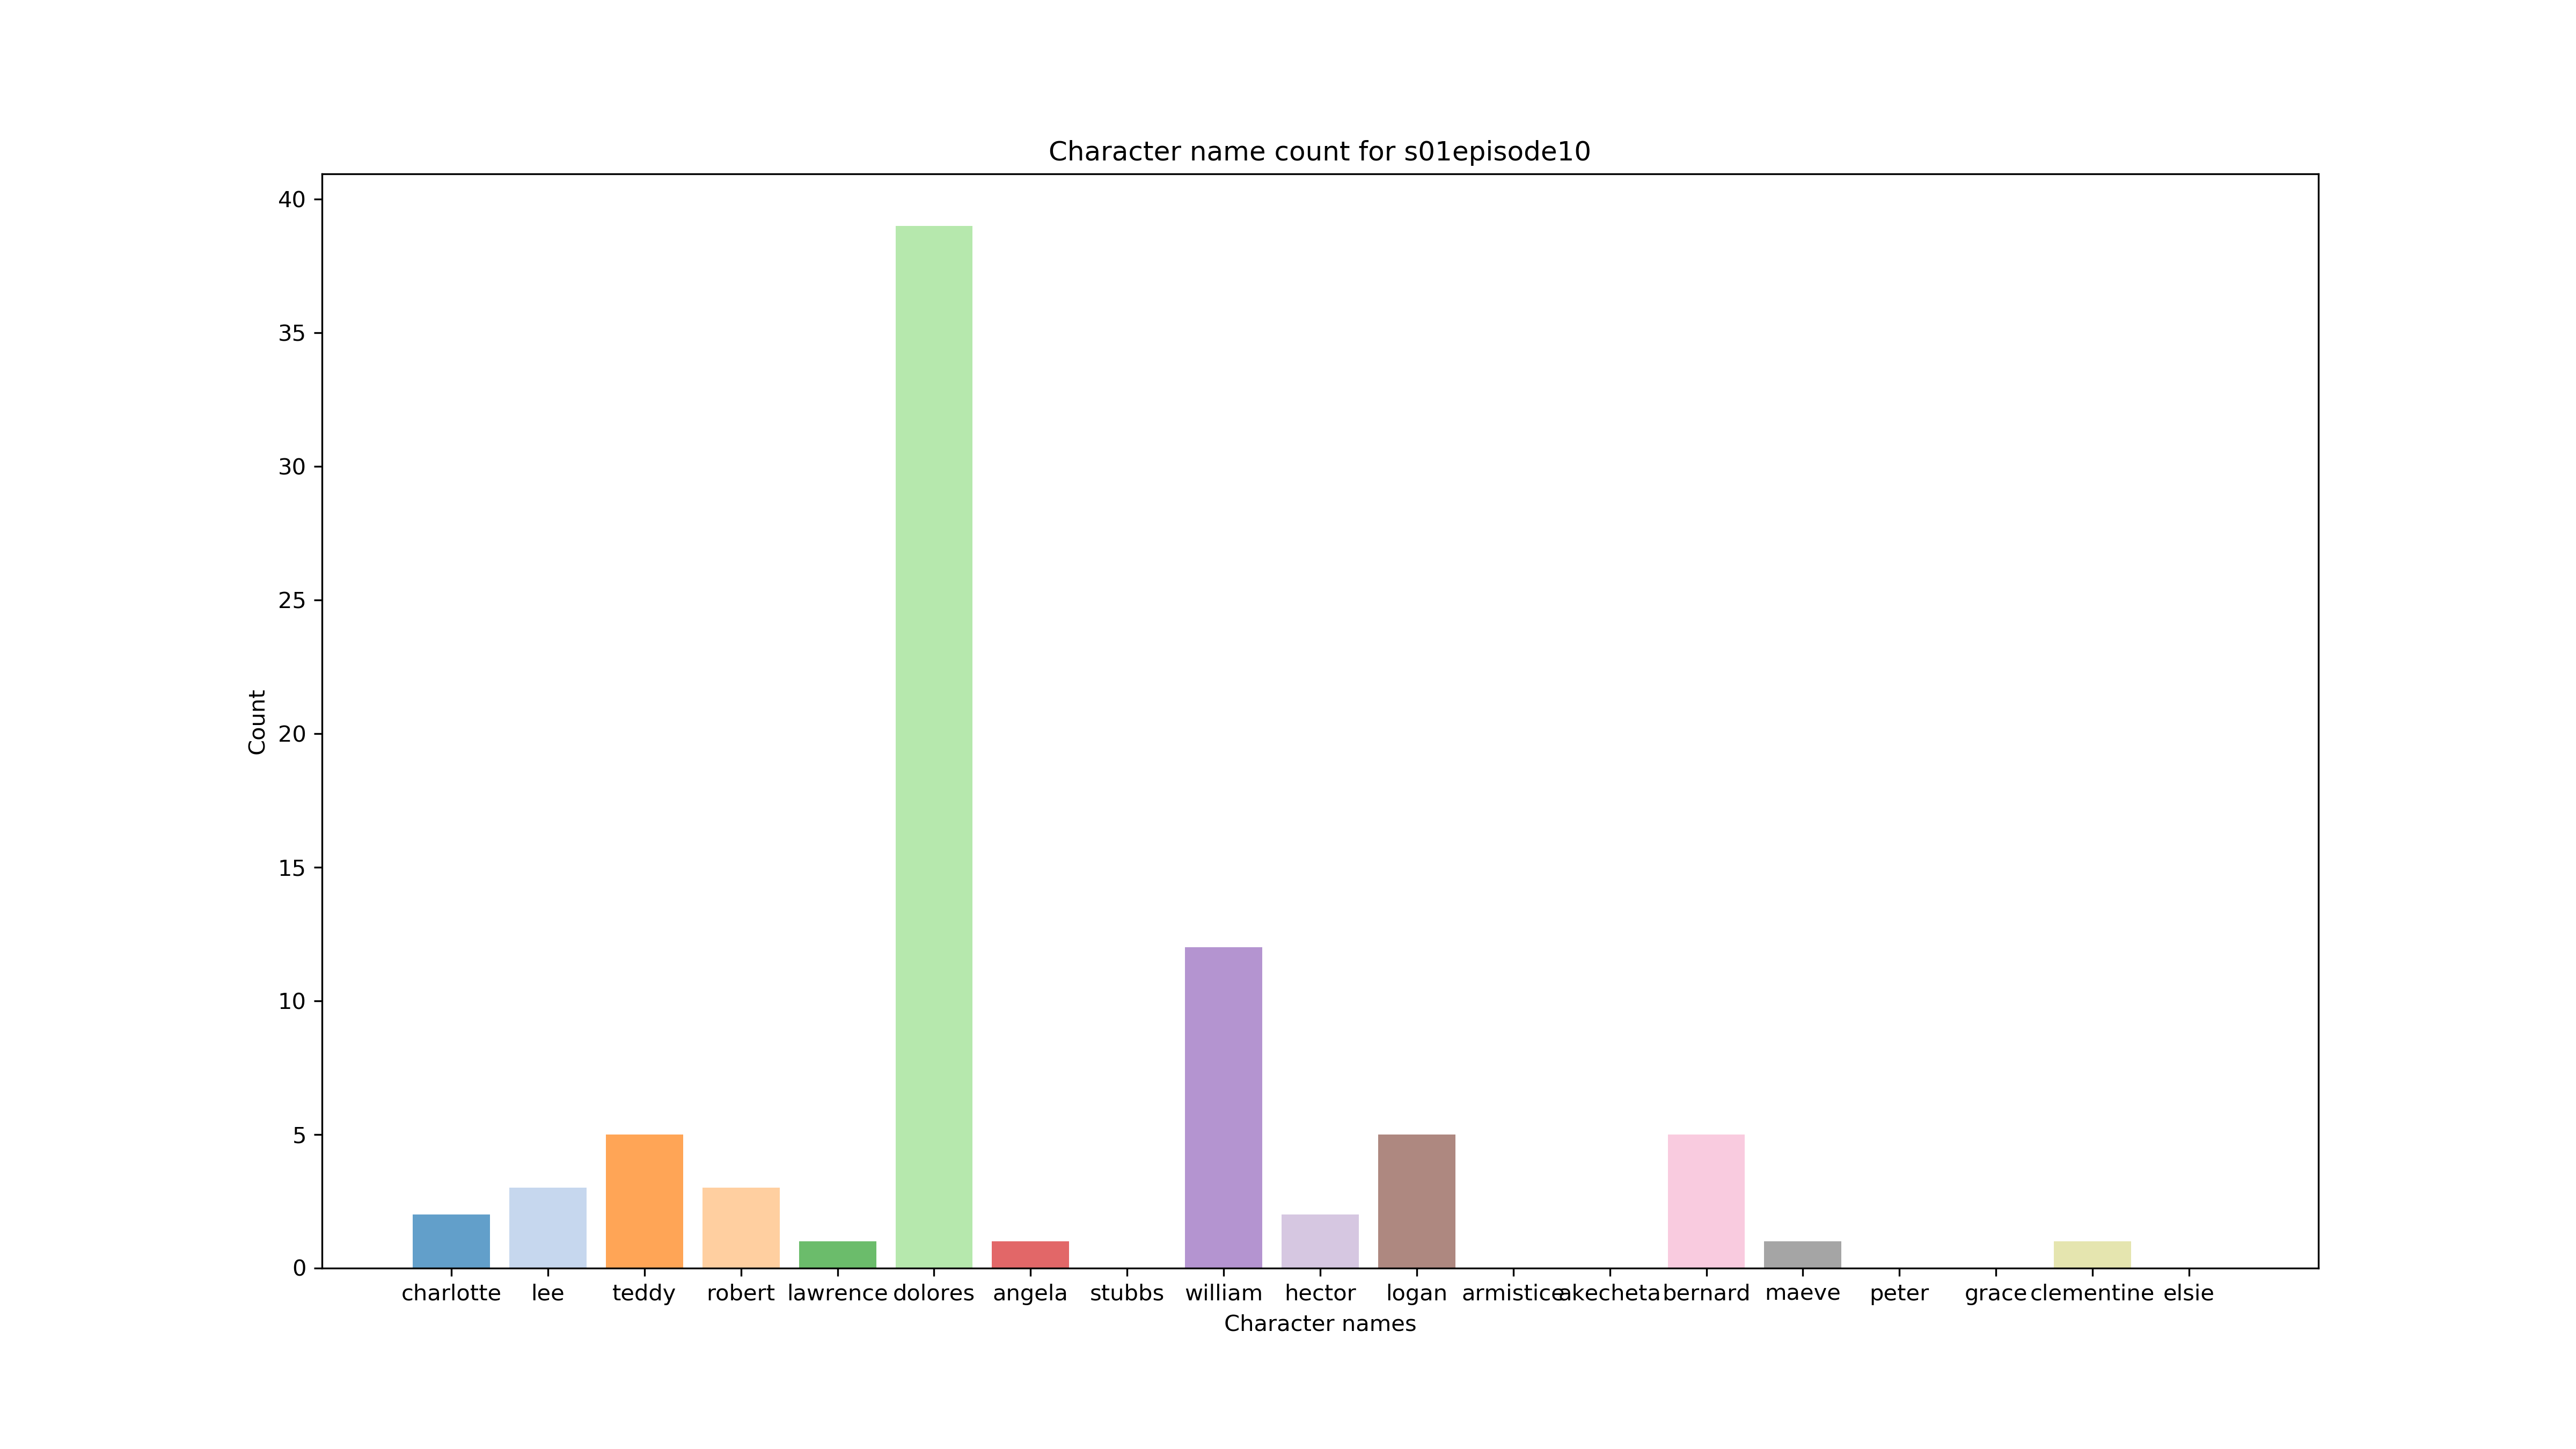 Character name count for s01episode10
40
35
30
25
20
15
10
5
0
Count
charlotte lee teddy robert lawrence dolores angela stubbs william hector logan armistice akecheta bernard maeve peter grace clementine elsie
Character names